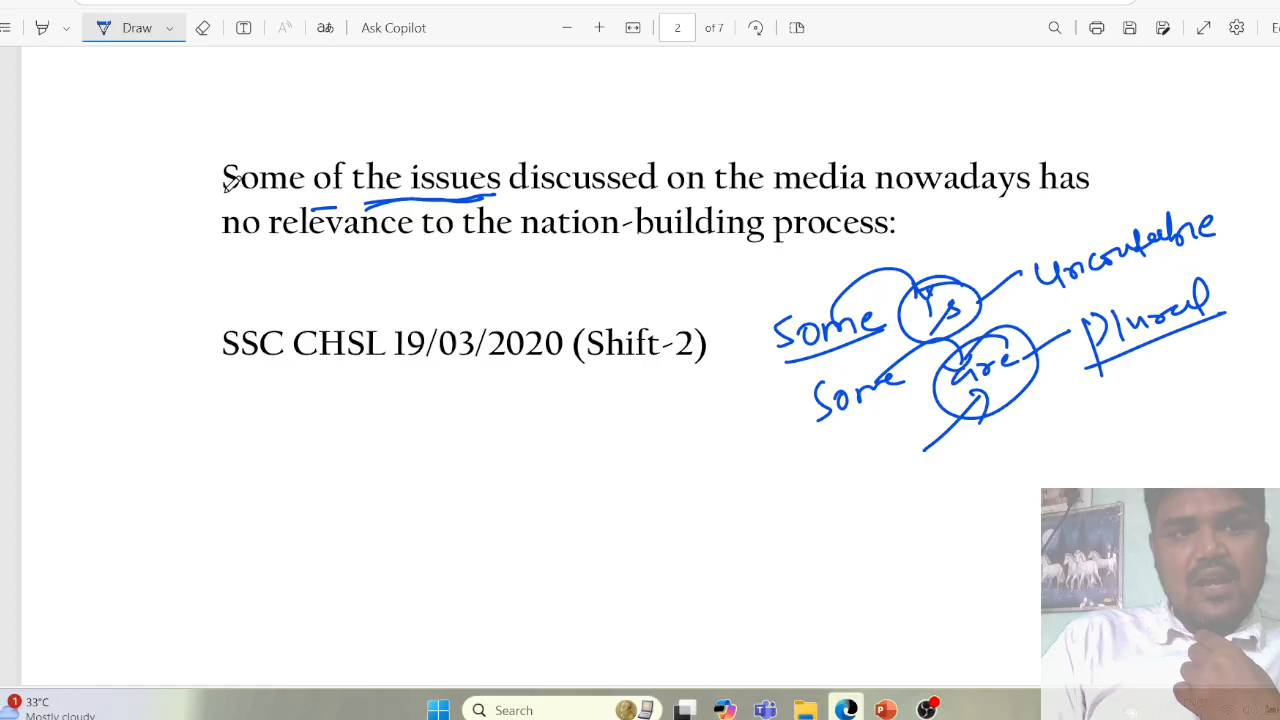 Draw
Ask Copilot
2
of 7
Some of the issues discussed on the media nowadays has
no relevance to the nation-building process:
SSC CHSL 19/03/2020 (Shift-2)
Some is
Uncoutable
Some are
Plural
1
33°C
Mostly cloudy
Search